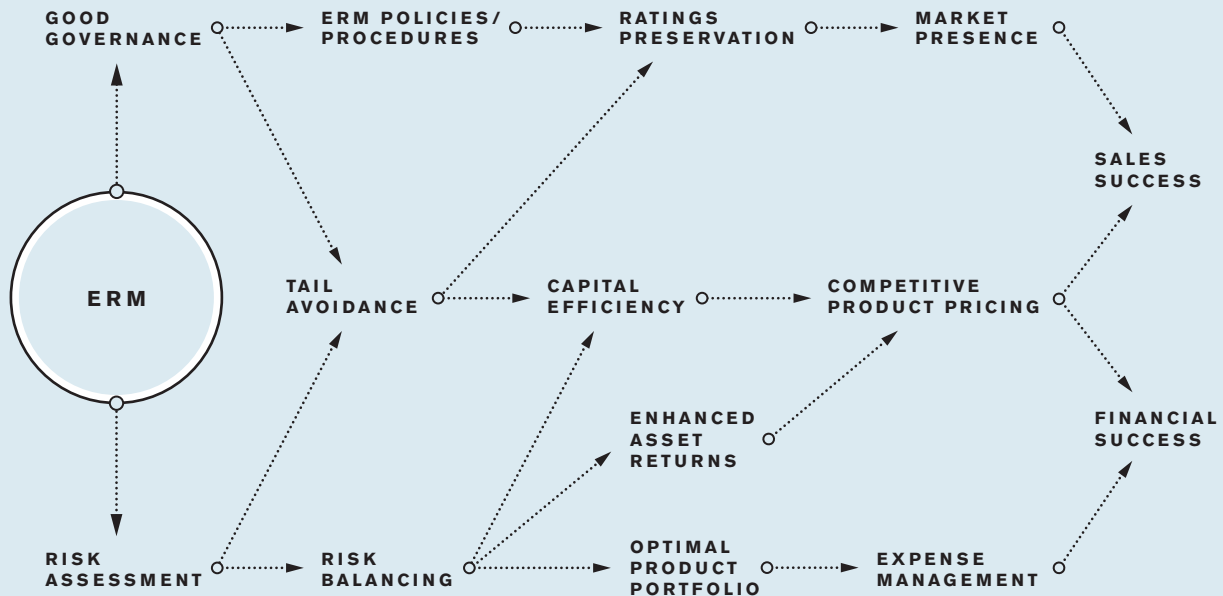 GOOD
GOVERNANCE
ERM POLICIES/
PROCEDURES
RATINGS
PRESERVATION
MARKET
PRESENCE
SALES
SUCCESS
ERM
TAIL
AVOIDANCE
CAPITAL
EFFICIENCY
COMPETITIVE
PRODUCT PRICING
ENHANCED
ASSET
RETURNS
FINANCIAL
SUCCESS
RISK
ASSESSMENT
RISK
BALANCING
OPTIMAL
PRODUCT
PORTFOLIO
EXPENSE
MANAGEMENT